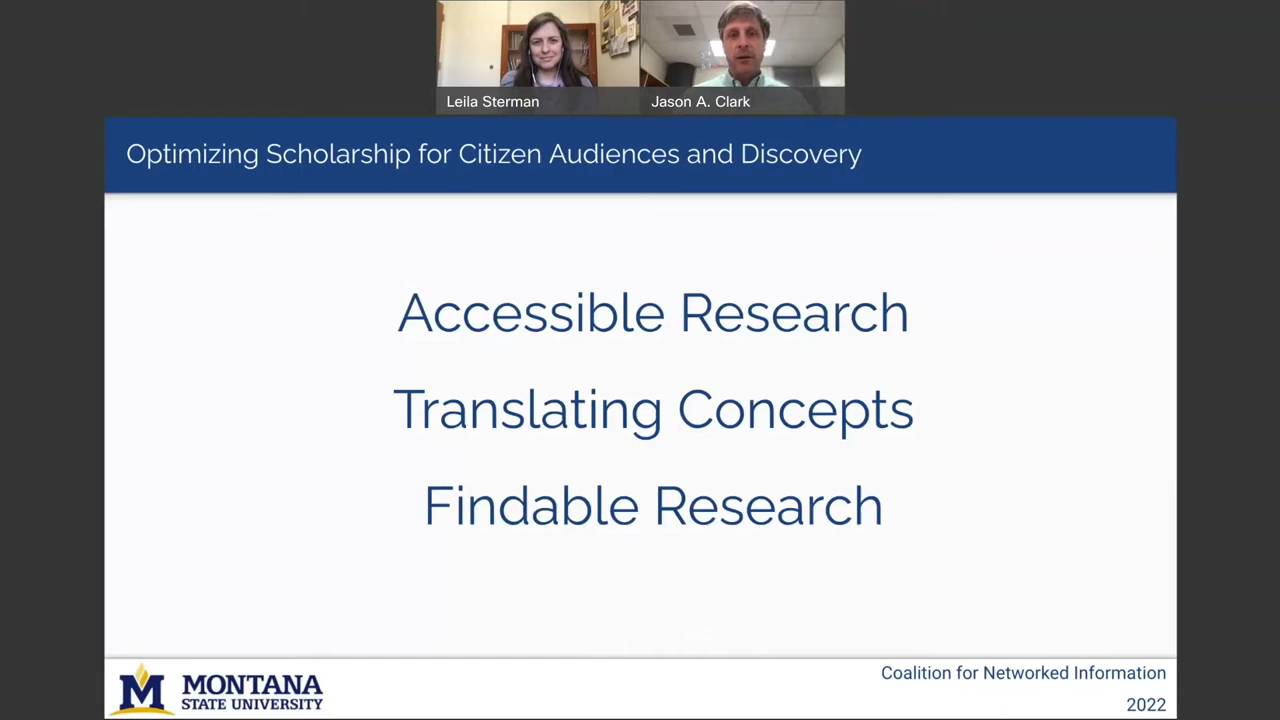 Leila Sterman
Jason A. Clark
Optimizing Scholarship for Citizen Audiences and Discovery
Accessible Research
Translating Concepts
Findable Research
M MONTANA
STATE UNIVERSITY
Coalition for Networked Information
2022